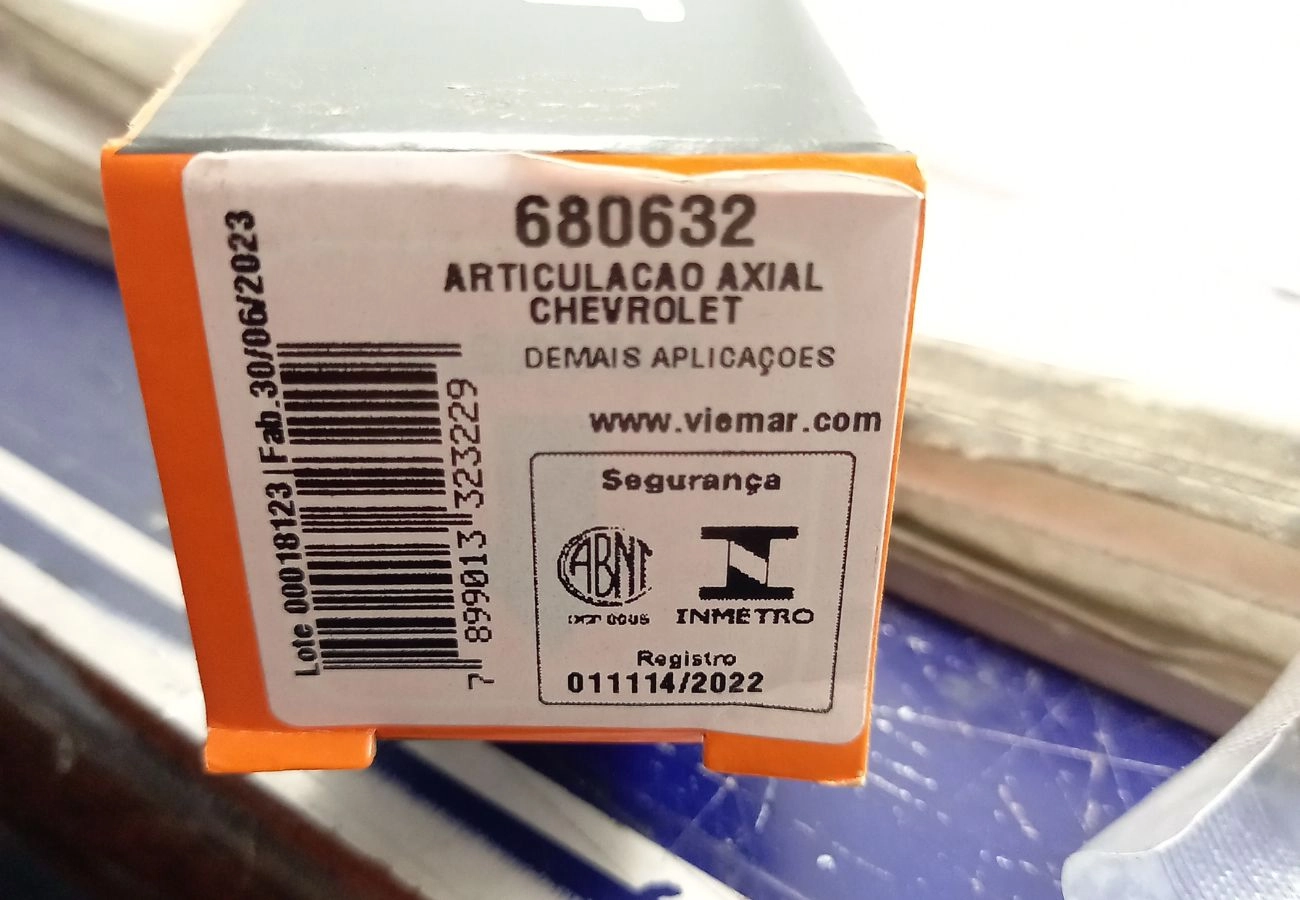 680632
ARTICULACAO AXIAL
CHEVROLET
DEMAIS APLICAÇOES
www.viemar.com
Lote 00018123 | Fab.30/06/2023
7 899013 323229
Segurança
ABNT
INMETRO
Registro
011114/2022